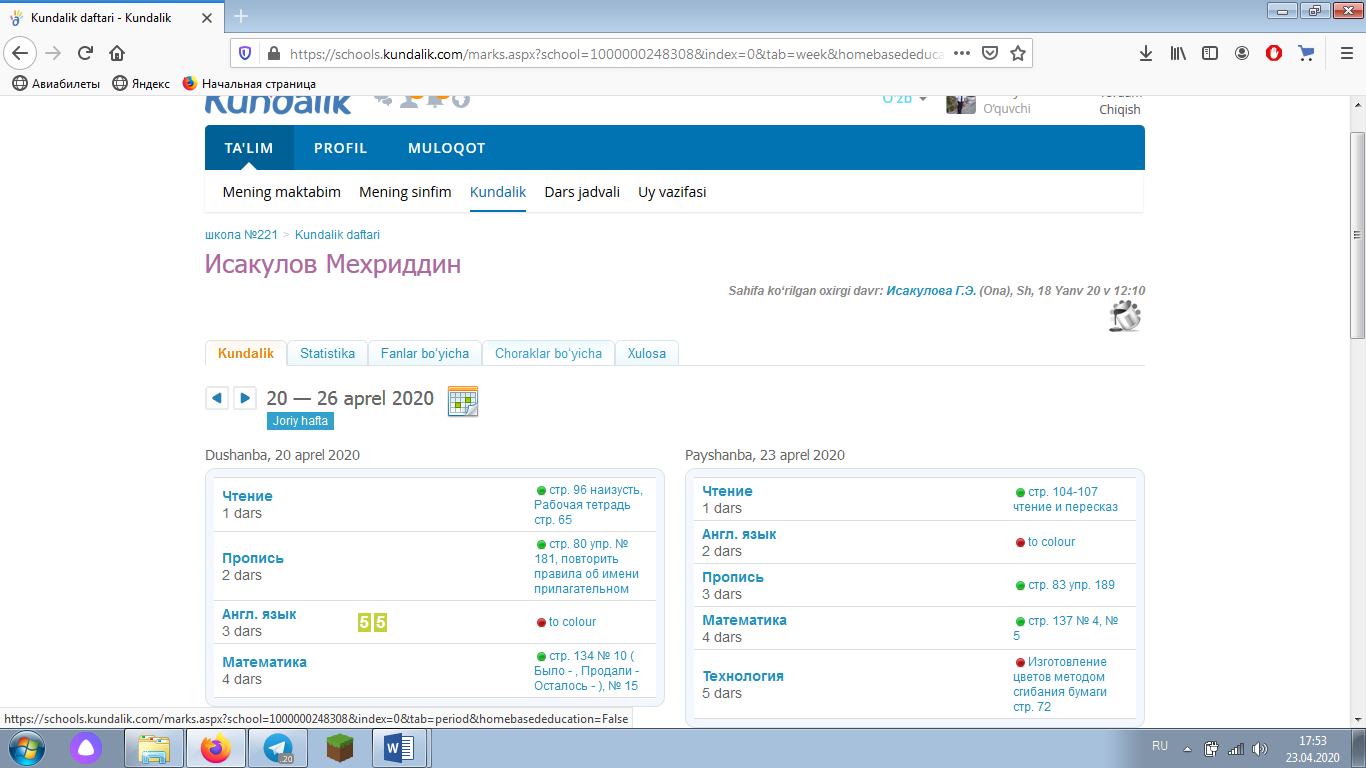 Kundalik daftari - Kundalik
https://schools.kundalik.com/marks.aspx?school=1000000248308&index=0&tab=week&homebaseded​uca
Авиабилеты
Яндекс
Начальная страница
Kundalik
O'zb
O'quvchi
Chiqish
TA'LIM
PROFIL
MULOQOT
Mening maktabim
Mening sinfim
Kundalik
Dars jadvali
Uy vazifasi
школа №221 > Kundalik daftari
Исакулов Мехриддин
Sahifa ko'rilgan oxirgi davr: Исакулова Г.Э. (Ona), Sh, 18 Yanv 20 v 12:10
Kundalik
Statistika
Fanlar bo'yicha
Choraklar bo'yicha
Xulosa
20 — 26 aprel 2020
Joriy hafta
Dushanba, 20 aprel 2020
Чтение
1 dars
стр. 96 наизусть,
Рабочая тетрадь
стр. 65
Пропись
2 dars
стр. 80 упр. №
181, повторить
правила об имени
прилагательном
Англ. язык
3 dars
5 5
to colour
Математика
4 dars
стр. 134 № 10 (
Было - , Продали -
Осталось - ), № 15
Payshanba, 23 aprel 2020
Чтение
1 dars
стр. 104-107
чтение и пересказ
Англ. язык
2 dars
to colour
Пропись
3 dars
стр. 83 упр. 189
Математика
4 dars
стр. 137 № 4, №
5
Технология
5 dars
Изготовление
цветов методом
сгибания бумаги
стр. 72
https://schools.kundalik.com/marks.aspx?school=1000000248308&index=0&tab=period&homebasededucation=False
.20
RU
17:53
23.04.2020